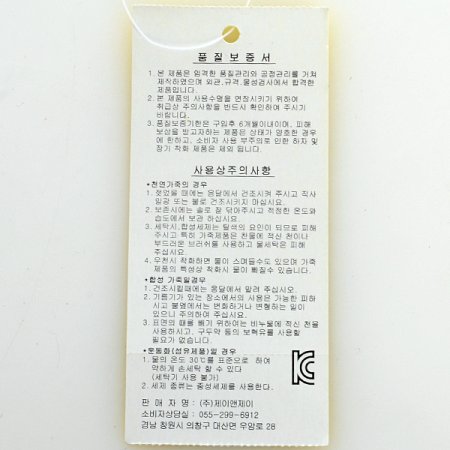 품질보증서
1. 본 제품은 엄격한 품질관리와 공정관리를 거쳐
제작하였으며 외관.규격.물성검사에서 합격한
제품입니다.
2. 본 제품의 사용수명을 연장시키기 위하여
취급상 주의사항을 반드시 확인하여 주시기
바랍니다.
3. 품질보증기한은 구입후 6개월이내이며, 피해
보상을 받고자하는 제품은 상태가 양호한 경우
에 한하고, 소비자 사용 부주의로 인한 하자 및
장기 착화 제품은 제외 됩니다.
사용상주의사항
•천연가죽의 경우
1. 젖었을 때에는 응달에서 건조시켜 주시고 직사
일광 또는 불로 건조시키지 마십시요.
2. 보존시에는 솔로 잘 닦아주시고 적정한 온도와
습도에서 보관 하십시요.
3. 세탁시,합성세제는 탈색의 요인이 되므로 피해
주시고 특히 가죽제품은 찬물에 적신 천이나
부드러운 브러쉬를 사용하고 물세탁은 피해
주십시요.
4. 우천시 착화하면 물이 스며들수도 있으며 가죽
제품의 특성상 착화시 물이 빠질수 있습니다.
•합성 가죽일경우
1. 건조시킬때에는 응달에서 말려 주십시오.
2. 기름기가 있는 장소에서의 사용은 가능한 피하
시고 불옆에서는 변화하거나 변형하는 일이
있으니 주의하여 주십시요.
3. 표면의 때를 빼기 위하여는 비눗물에 적신 천을
사용하시고, 구두약 등의 보혁유를 사용할
필요가 없습니다.
•운동화(섬유제품)일 경우
1. 물의 온도 30℃를 표준으로 하여
약하게 손세탁 할 수 있다
(세탁기 사용 불가)
2. 세제 종류는 중성세제를 사용한다.
판 매 자 명 : (주)제이앤제이
소비자상담실 : 055-299-6912
경남 창원시 의창구 대산면 우암로 28